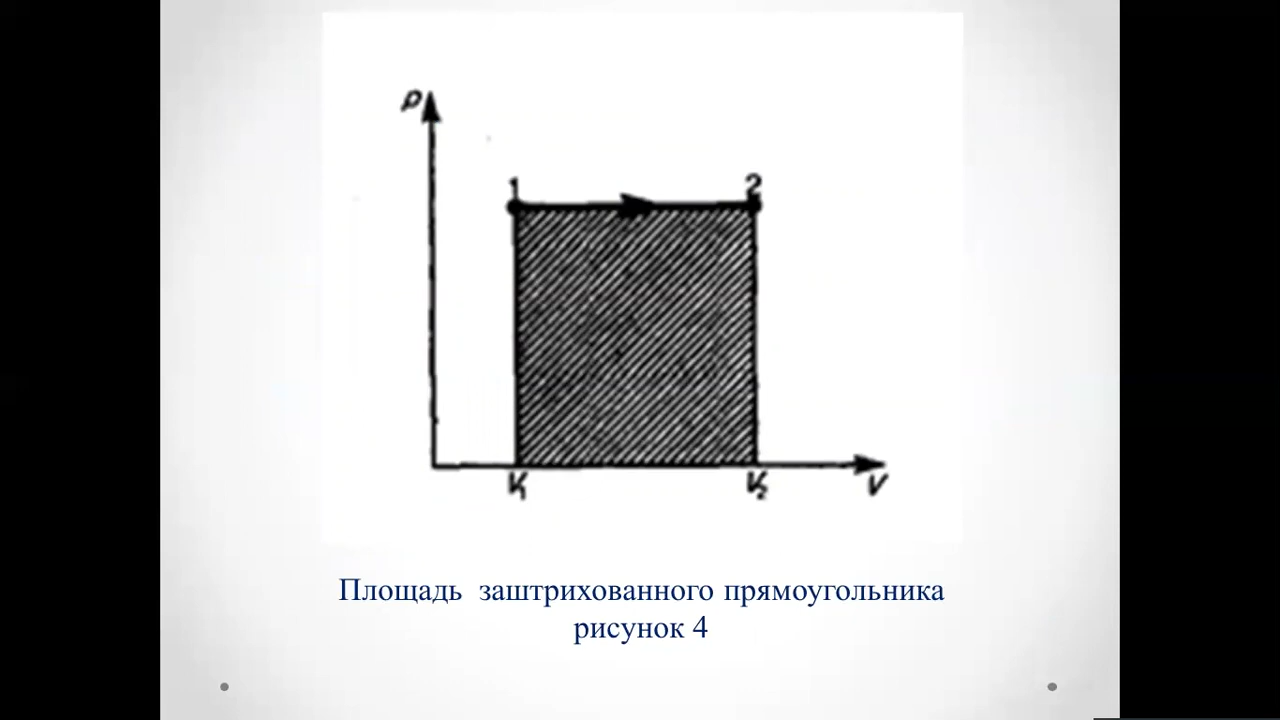 p
1 2
V₁ V₂ V
Площадь заштрихованного прямоугольника
рисунок 4